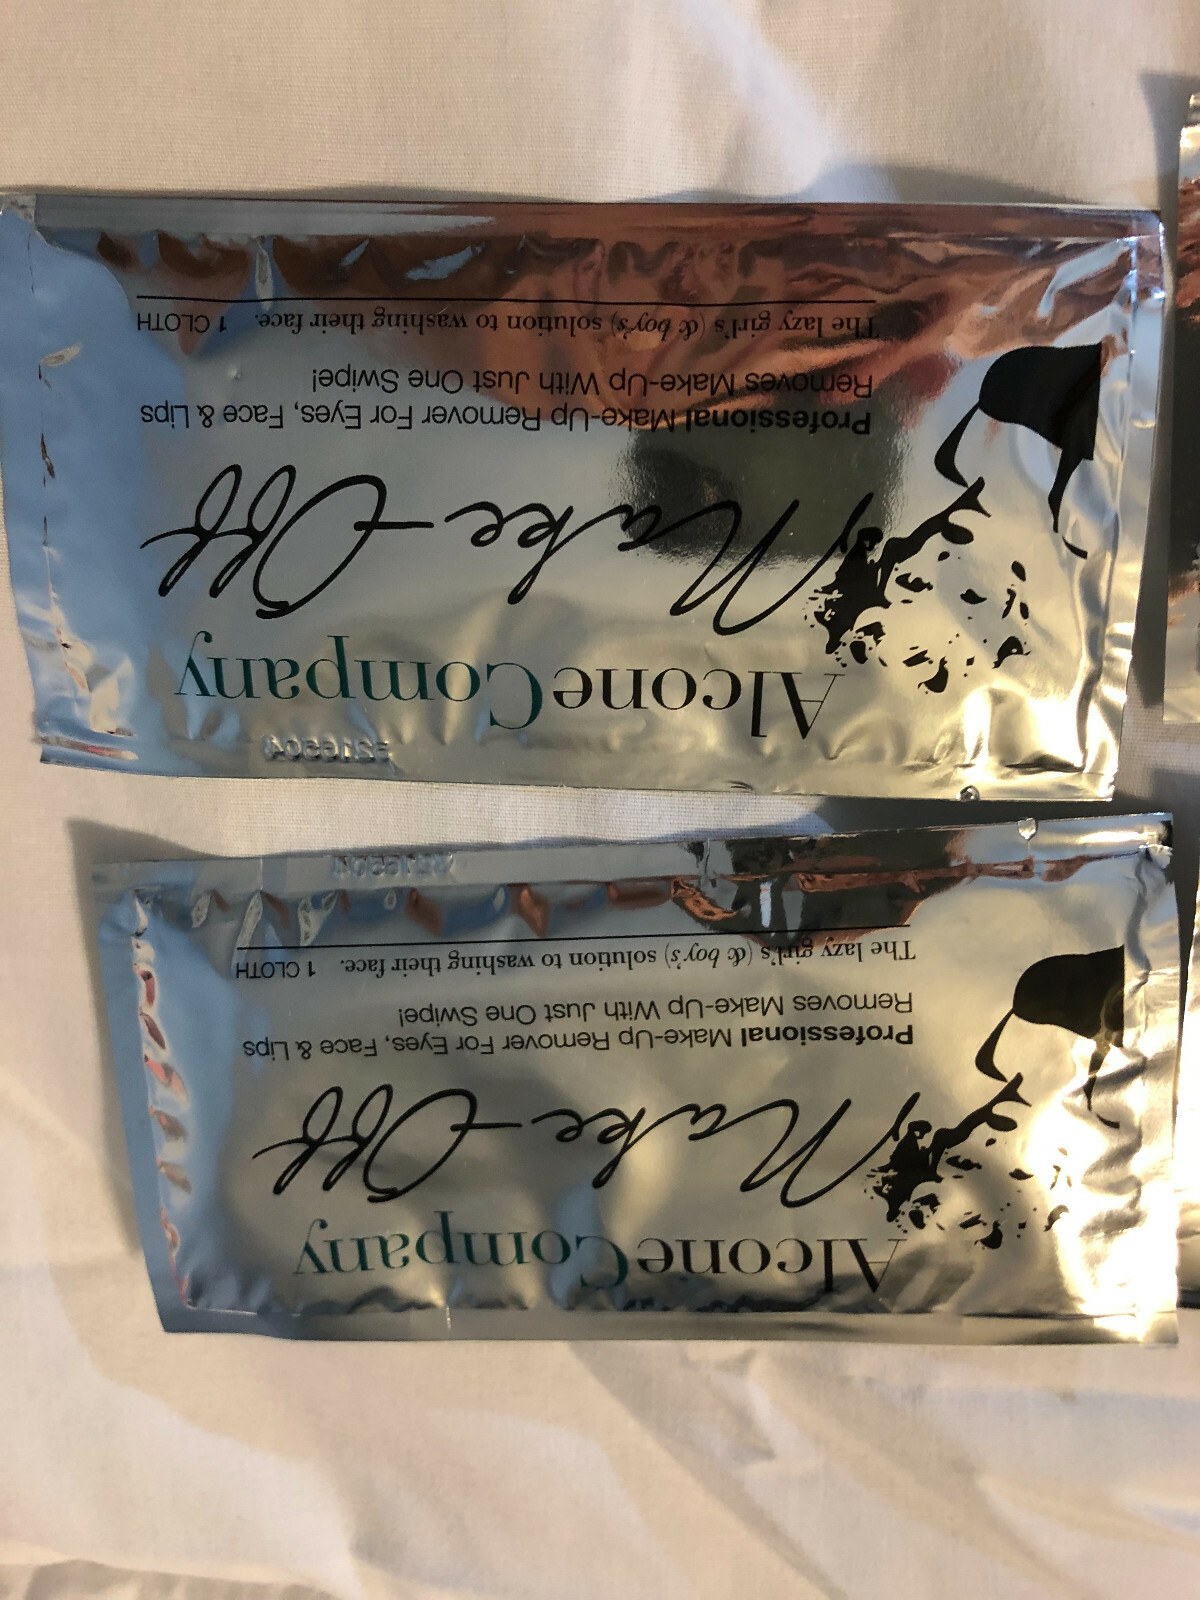 Alcone Company
Make Off
Professional Make-Up Remover For Eyes, Face & Lips
Removes Make-Up With Just One Swipe!
The lazy girl's (& boy's) solution to washing their face. 1 CLOTH
Alcone Company
Make Off
Professional Make-Up Remover For Eyes, Face & Lips
Removes Make-Up With Just One Swipe!
The lazy girl's (& boy's) solution to washing their face. 1 CLOTH